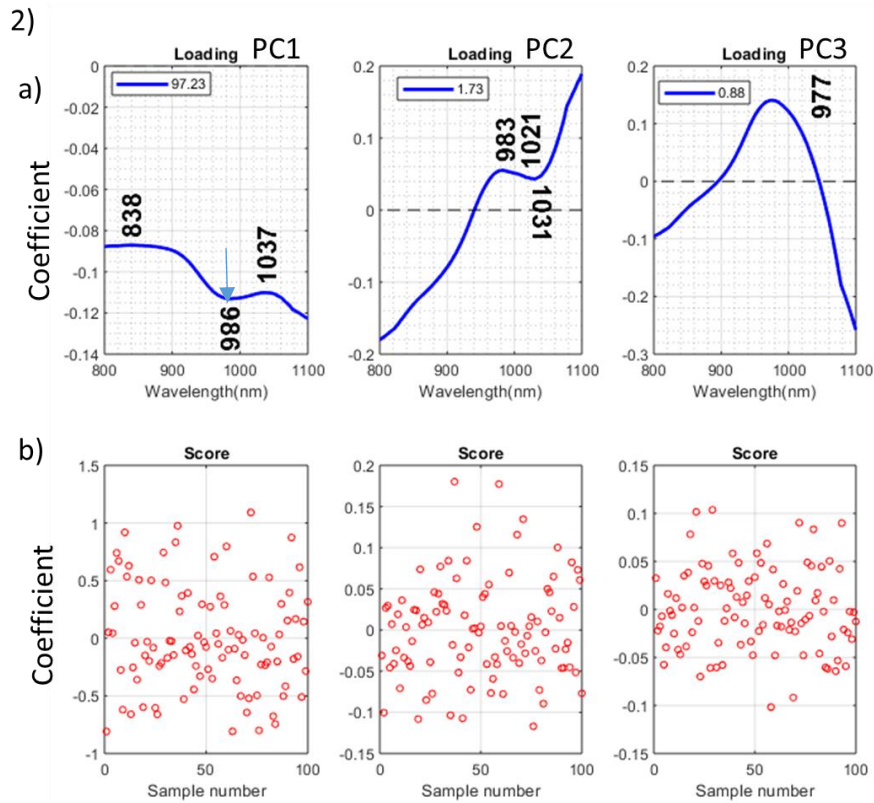 2)
Loading PC1
Loading PC2
Loading PC3
a)
Coefficient
0
-0.02
-0.04
-0.06
-0.08
-0.1
-0.12
-0.14
97.23
838
986
1037
800 900 1000 1100
Wavelength(nm)
0.2
0.1
0
-0.1
-0.2
1.73
983
1021
1031
800 900 1000 1100
Wavelength(nm)
0.2
0.1
0
-0.1
-0.2
-0.3
0.88
977
800 900 1000 1100
Wavelength(nm)
b)
Coefficient
Score
1.5
1
0.5
0
-0.5
-1
0 50 100
Sample number
Score
0.2
0.15
0.1
0.05
0
-0.05
-0.1
-0.15
0 50 100
Sample number
Score
0.15
0.1
0.05
0
-0.05
-0.1
-0.15
0 50 100
Sample number